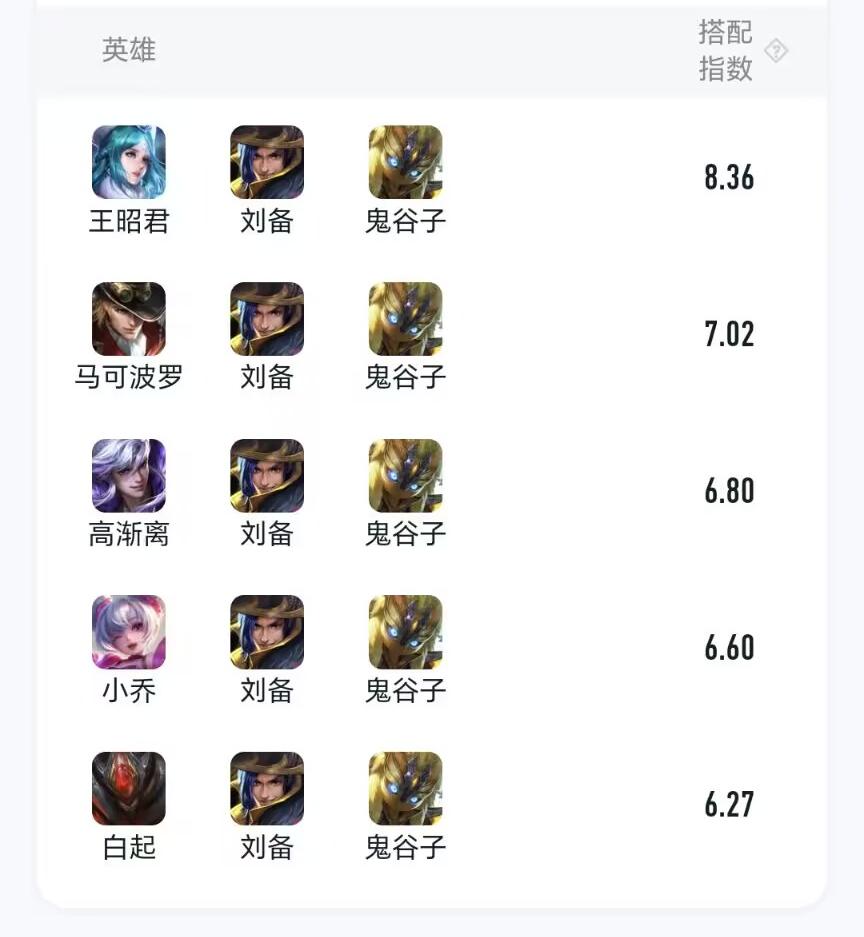 英雄
搭配
指数
?
8.36
王昭君 刘备 鬼谷子
7.02
马可波罗 刘备 鬼谷子
6.80
高渐离 刘备 鬼谷子
6.60
小乔 刘备 鬼谷子
6.27
白起 刘备 鬼谷子